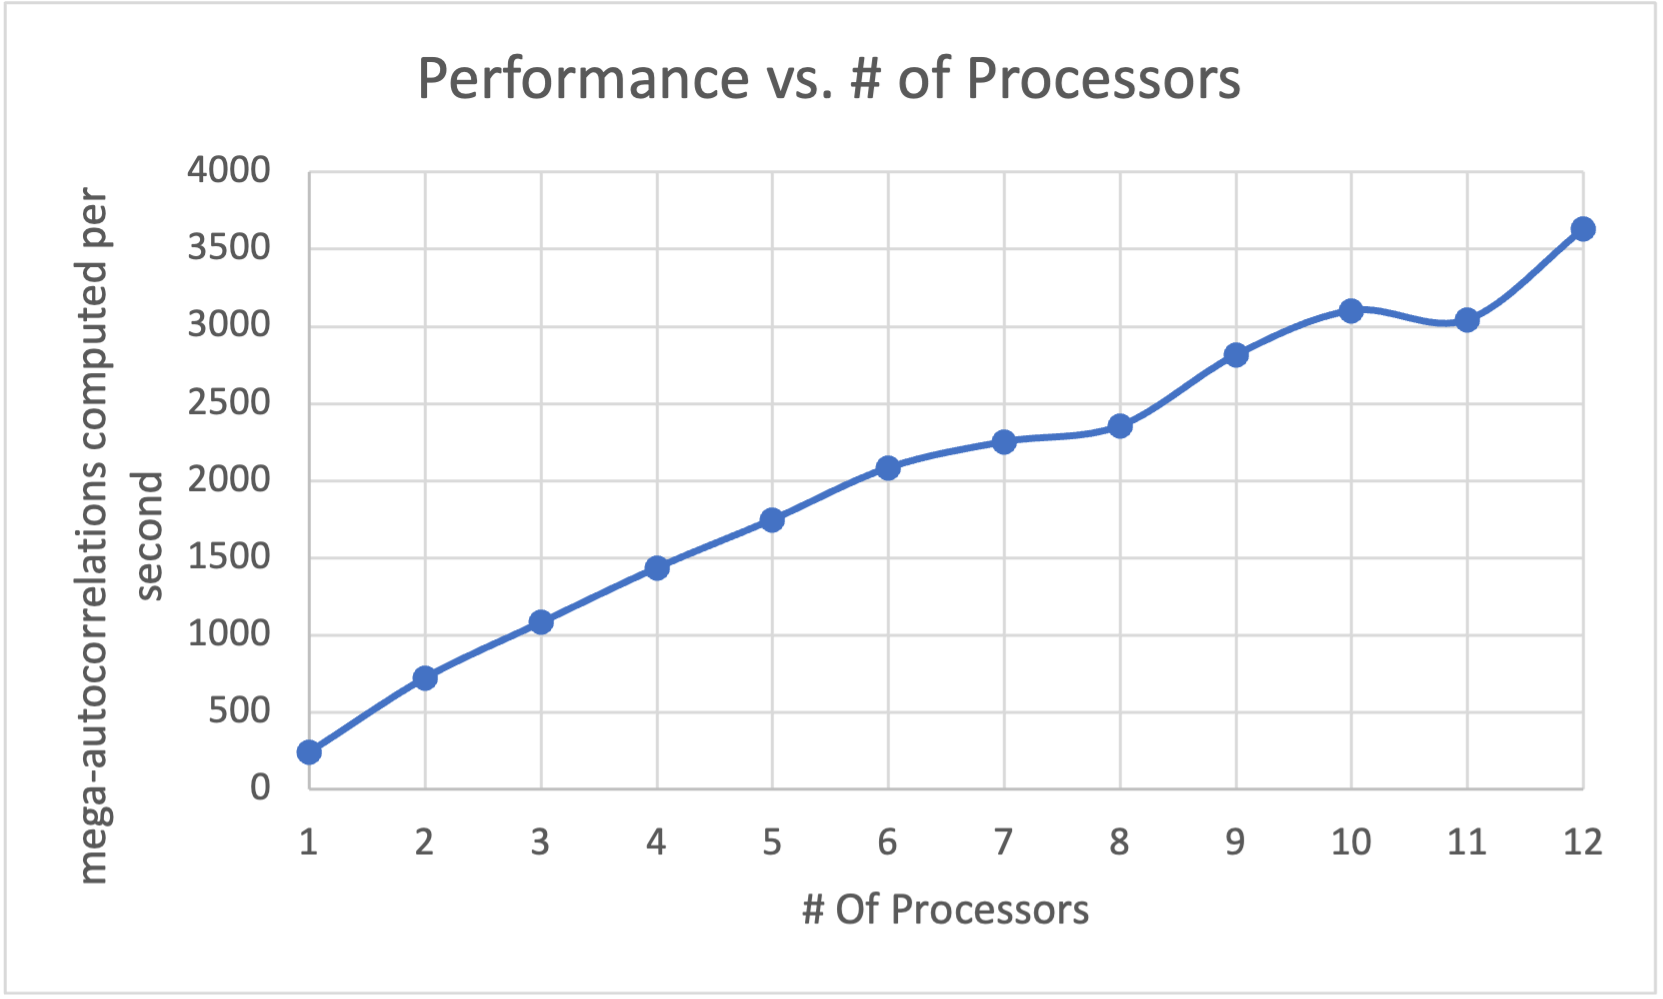 Performance vs. # of Processors
mega-autocorrelations computed per
second
4000
3500
3000
2500
2000
1500
1000
500
0
1 2 3 4 5 6 7 8 9 10 11 12
# Of Processors